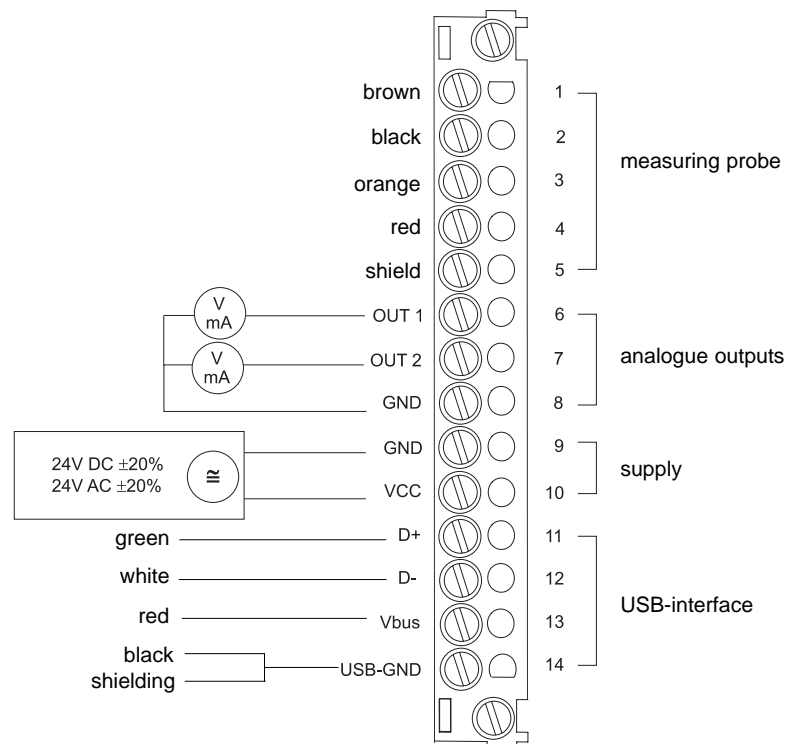 brown 1
black 2
measuring probe
orange 3
red 4
shield 5
V
mA
OUT 1 6
V
mA
OUT 2 7
analogue outputs
GND 8
24V DC ±20%
24V AC ±20%
≅
GND 9
supply
VCC 10
green D+ 11
white D- 12
USB-interface
red Vbus 13
black
shielding
USB-GND 14